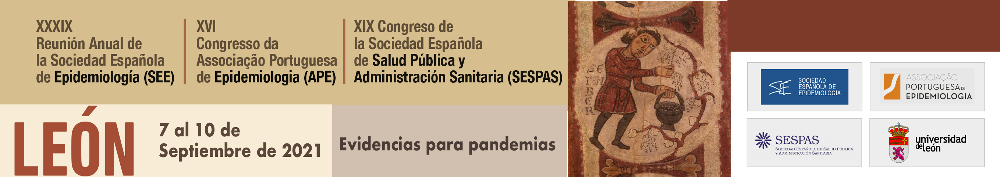 XXXIX
Reunión Anual de
la Sociedad Española
de Epidemiología (SEE)
XVI
Congresso da
Associação Portuguesa
de Epidemiologia (APE)
XIX Congreso de
la Sociedad Española
de Salud Pública y
Administración Sanitaria (SESPAS)
LEÓN
7 al 10 de
Septiembre de 2021
Evidencias para pandemias
SE
TEN
B
ER
SEE
SOCIEDAD
ESPAÑOLA DE
EPIDEMIOLOGÍA
ASSOCIAÇÃO
PORTUGUESA DE
EPIDEMIOLOGIA
SESPAS
SOCIEDAD ESPAÑOLA DE SALUD PÚBLICA
Y ADMINISTRACIÓN SANITARIA
universidad
de león